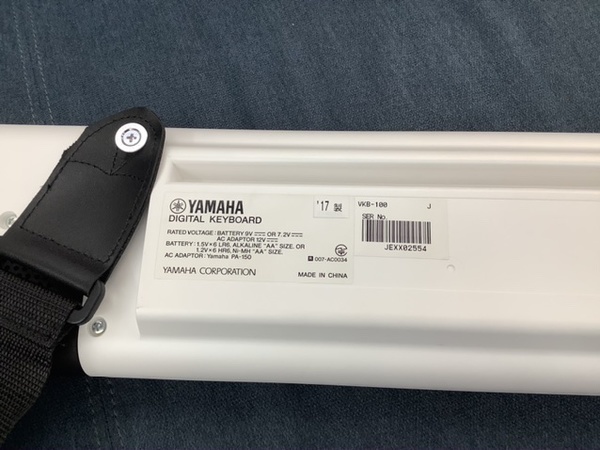 YAMAHA
DIGITAL KEYBOARD
RATED VOLTAGE: BATTERY 9V ⎓ OR 7.2V ⎓
AC ADAPTOR 12V ⎓
BATTERY: 1.5V×6 LR6, ALKALINE "AA" SIZE. OR
1.2V×6 HR6, Ni-MH "AA" SIZE.
AC ADAPTOR: Yamaha PA-150
YAMAHA CORPORATION
'17 製
R 007-AC0034
MADE IN CHINA
VKB-100 J
SER No.
JEXX02554